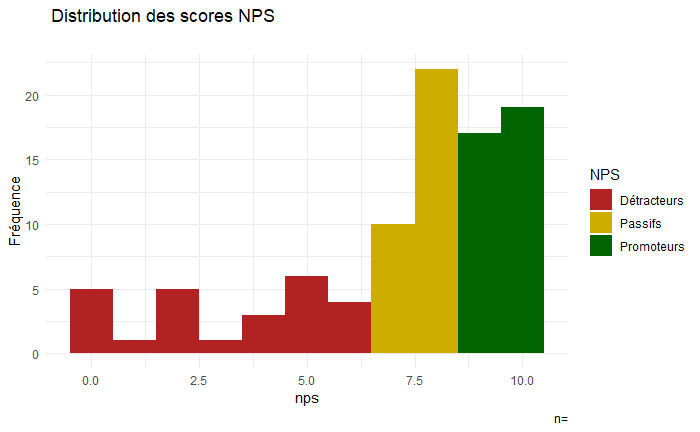 Distribution des scores NPS
Fréquence
20
15
10
5
0
0.0 2.5 5.0 7.5 10.0
nps
NPS
Détracteurs
Passifs
Promoteurs
n=